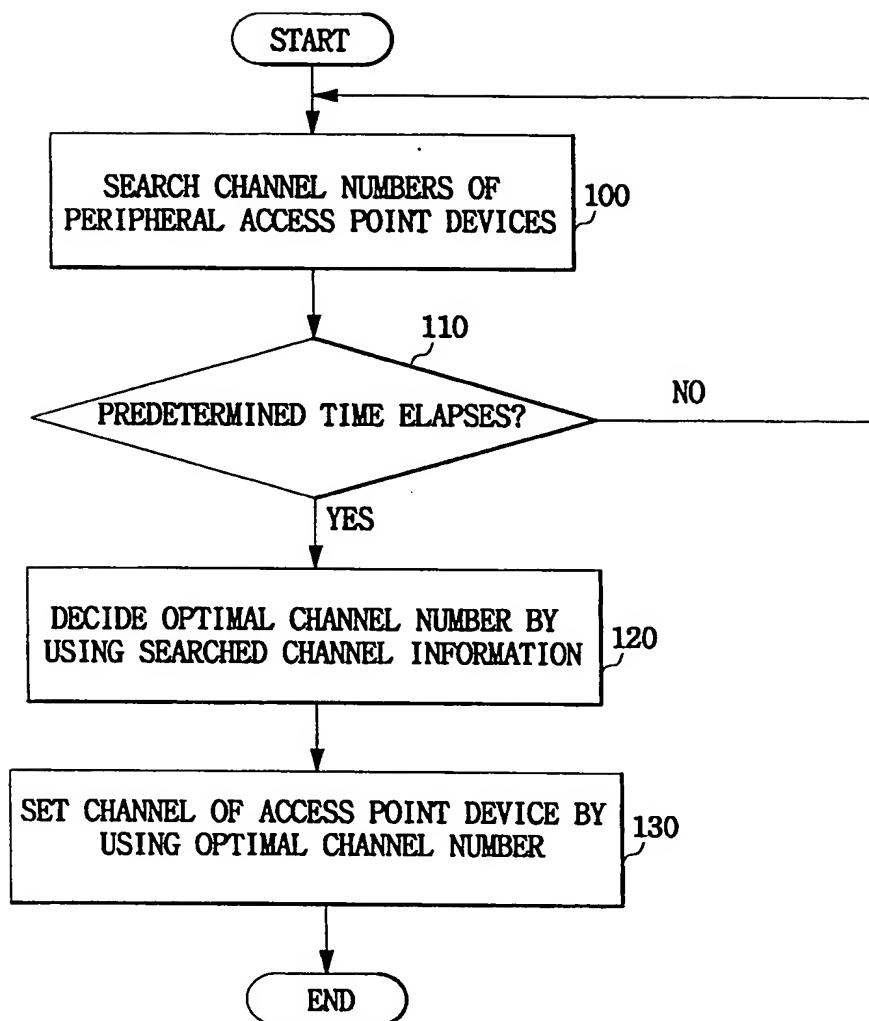 START
SEARCH CHANNEL NUMBERS OF
PERIPHERAL ACCESS POINT DEVICES
100
110
PREDETERMINED TIME ELAPSES?
NO
YES
DECIDE OPTIMAL CHANNEL NUMBER BY
USING SEARCHED CHANNEL INFORMATION
120
SET CHANNEL OF ACCESS POINT DEVICE BY
USING OPTIMAL CHANNEL NUMBER
130
END